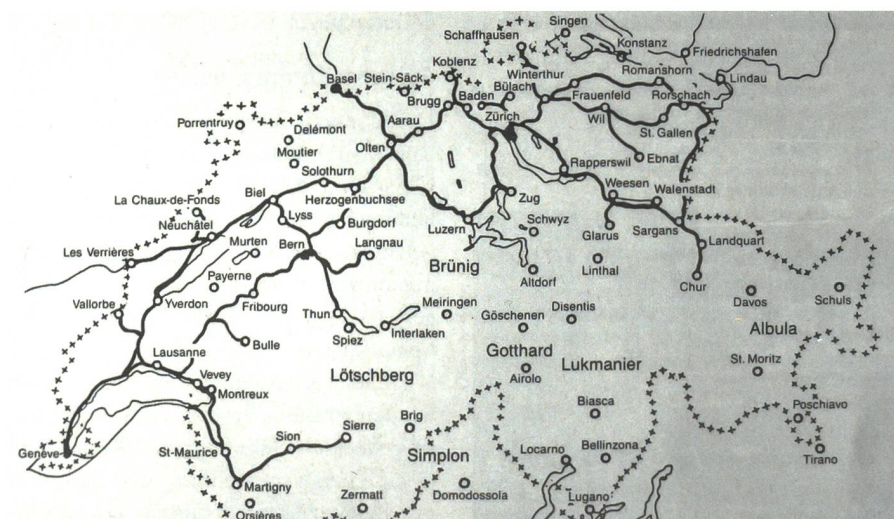 Singen
Schaffhausen
Konstanz
Friedrichshafen
Koblenz
Romanshorn
Basel
Stein-Säck
Winterthur
Lindau
Bülach
Baden
Brugg
Frauenfeld
Rorschach
Porrentruy
Aarau
Zürich
Wil
Delémont
St. Gallen
Olten
Moutier
Ebnat
Rapperswil
Solothurn
Weesen
Walenstadt
La Chaux-de-Fonds
Biel
Herzogenbuchsee
Zug
Neuchâtel
Lyss
Burgdorf
Luzern
Schwyz
Glarus
Sargans
Murten
Bern
Langnau
Landquart
Les Verrières
Brünig
Linthal
Altdorf
Chur
Payerne
Davos
Schuls
Yverdon
Fribourg
Vallorbe
Thun
Meiringen
Göschenen
Disentis
Albula
Spiez
Interlaken
Bulle
Lausanne
Gotthard
St. Moritz
Lukmanier
Vevey
Lötschberg
Airolo
Montreux
Biasca
Poschiavo
Brig
Sierre
Genève
St-Maurice
Sion
Simplon
Locarno
Bellinzona
Tirano
Martigny
Zermatt
Domodossola
Lugano
Orsières